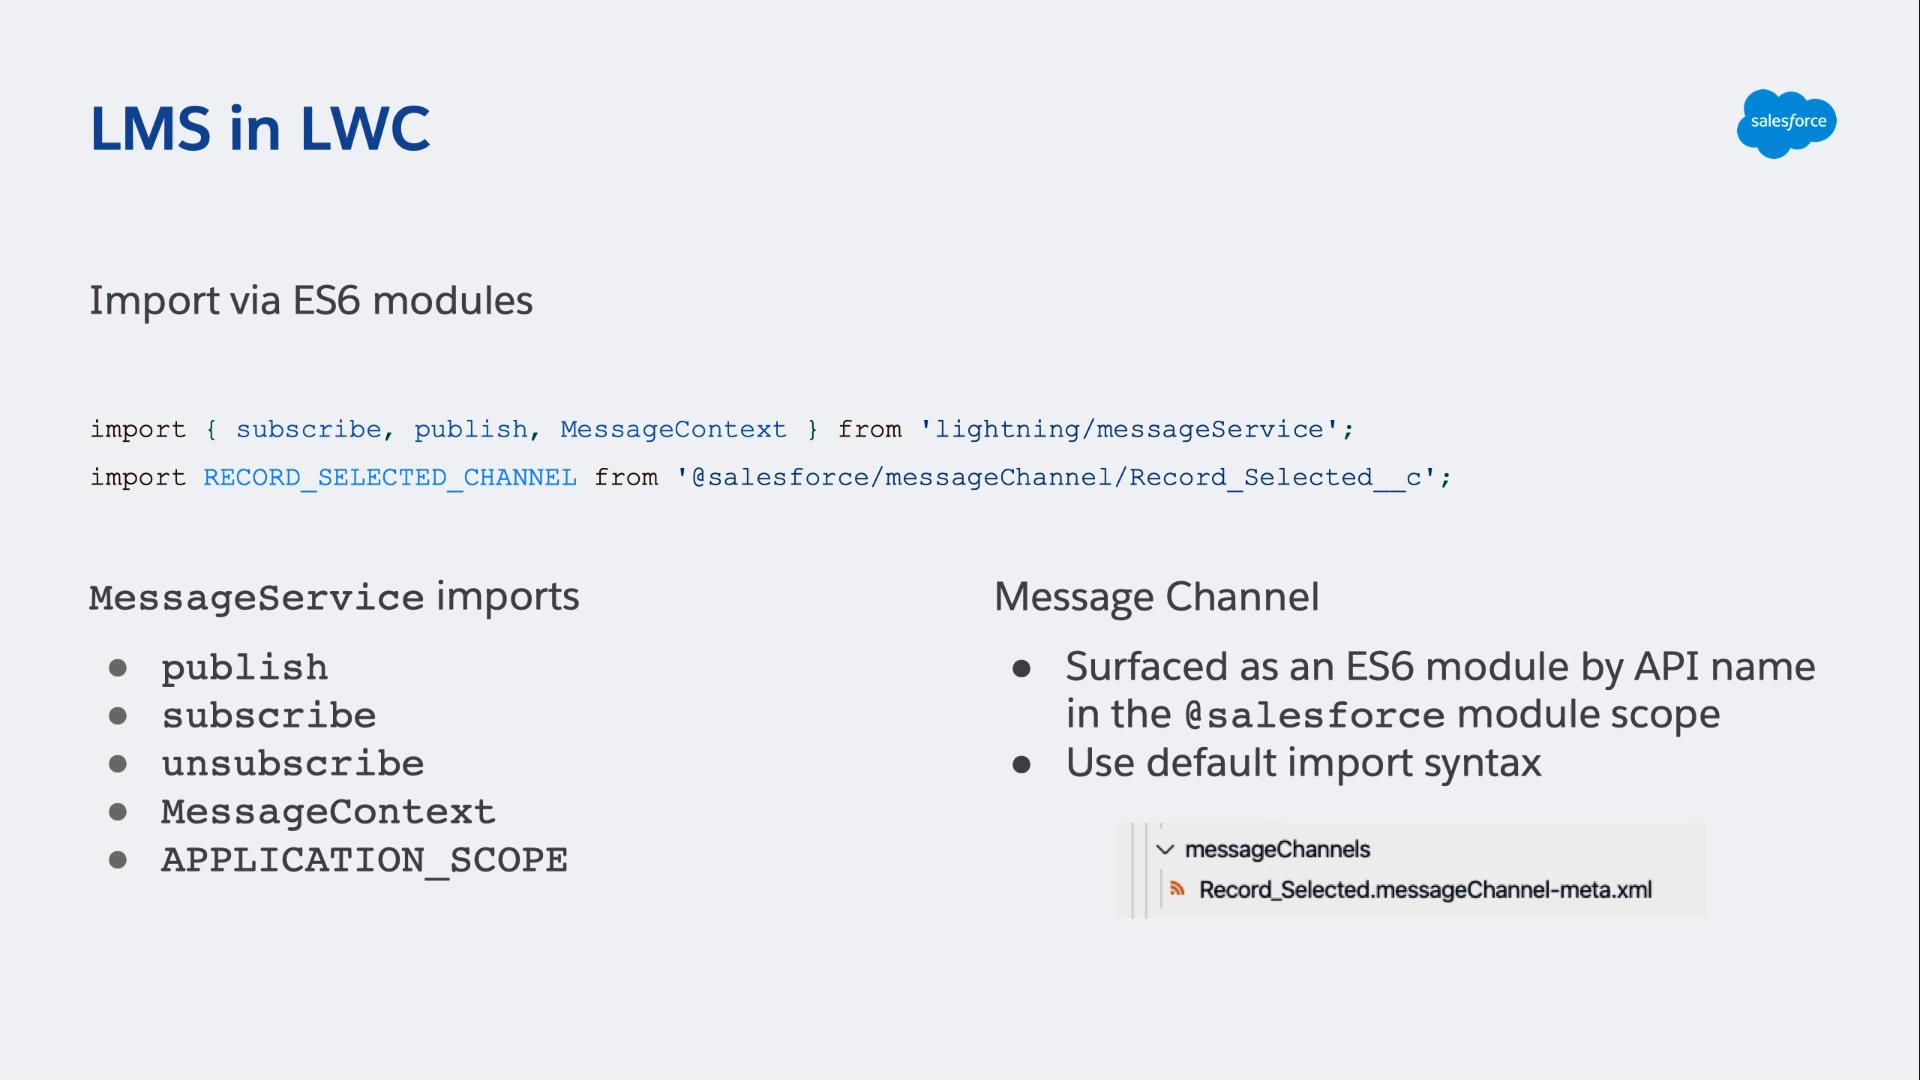 LMS in LWC
salesforce
Import via ES6 modules
import { subscribe, publish, MessageContext } from 'lightning/messageService';
import RECORD_SELECTED_CHANNEL from '@salesforce/messageChannel/Record_Selected__c';
MessageService imports
● publish
● subscribe
● unsubscribe
● MessageContext
● APPLICATION_SCOPE
Message Channel
● Surfaced as an ES6 module by API name
in the @salesforce module scope
● Use default import syntax
messageChannels
Record_Selected.messageChannel-meta.xml